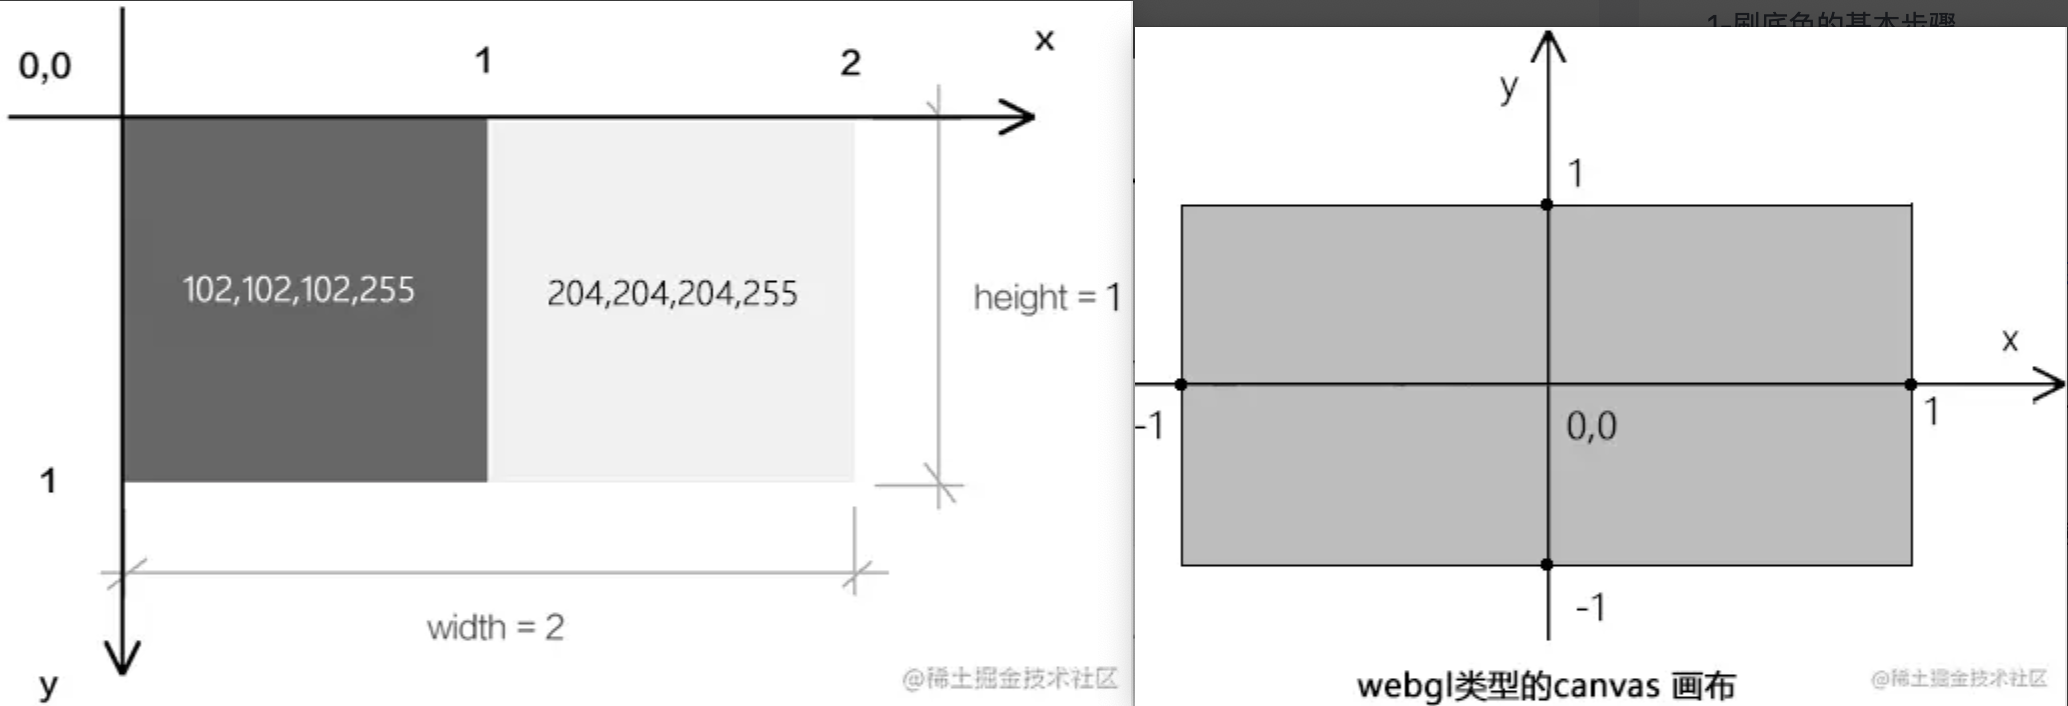 0,0
1
2
x
102,102,102,255
204,204,204,255
height = 1
1
width = 2
y
@稀土掘金技术社区
1-刷底色的基本步骤
y
1
x
-1
0,0
1
-1
webgl类型的canvas 画布
@稀土掘金技术社区